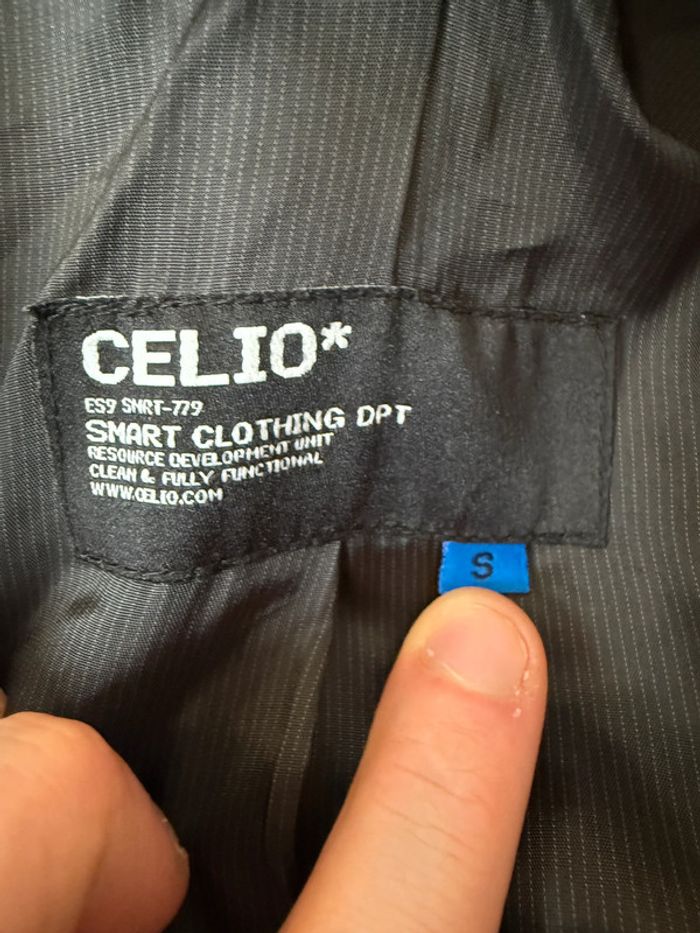 CELIO*
ES9 SMRT-779
SMART CLOTHING DPT
RESOURCE DEVELOPMENT UNIT
CLEAN & FULLY FUNCTIONAL
WWW.CELIO.COM
S